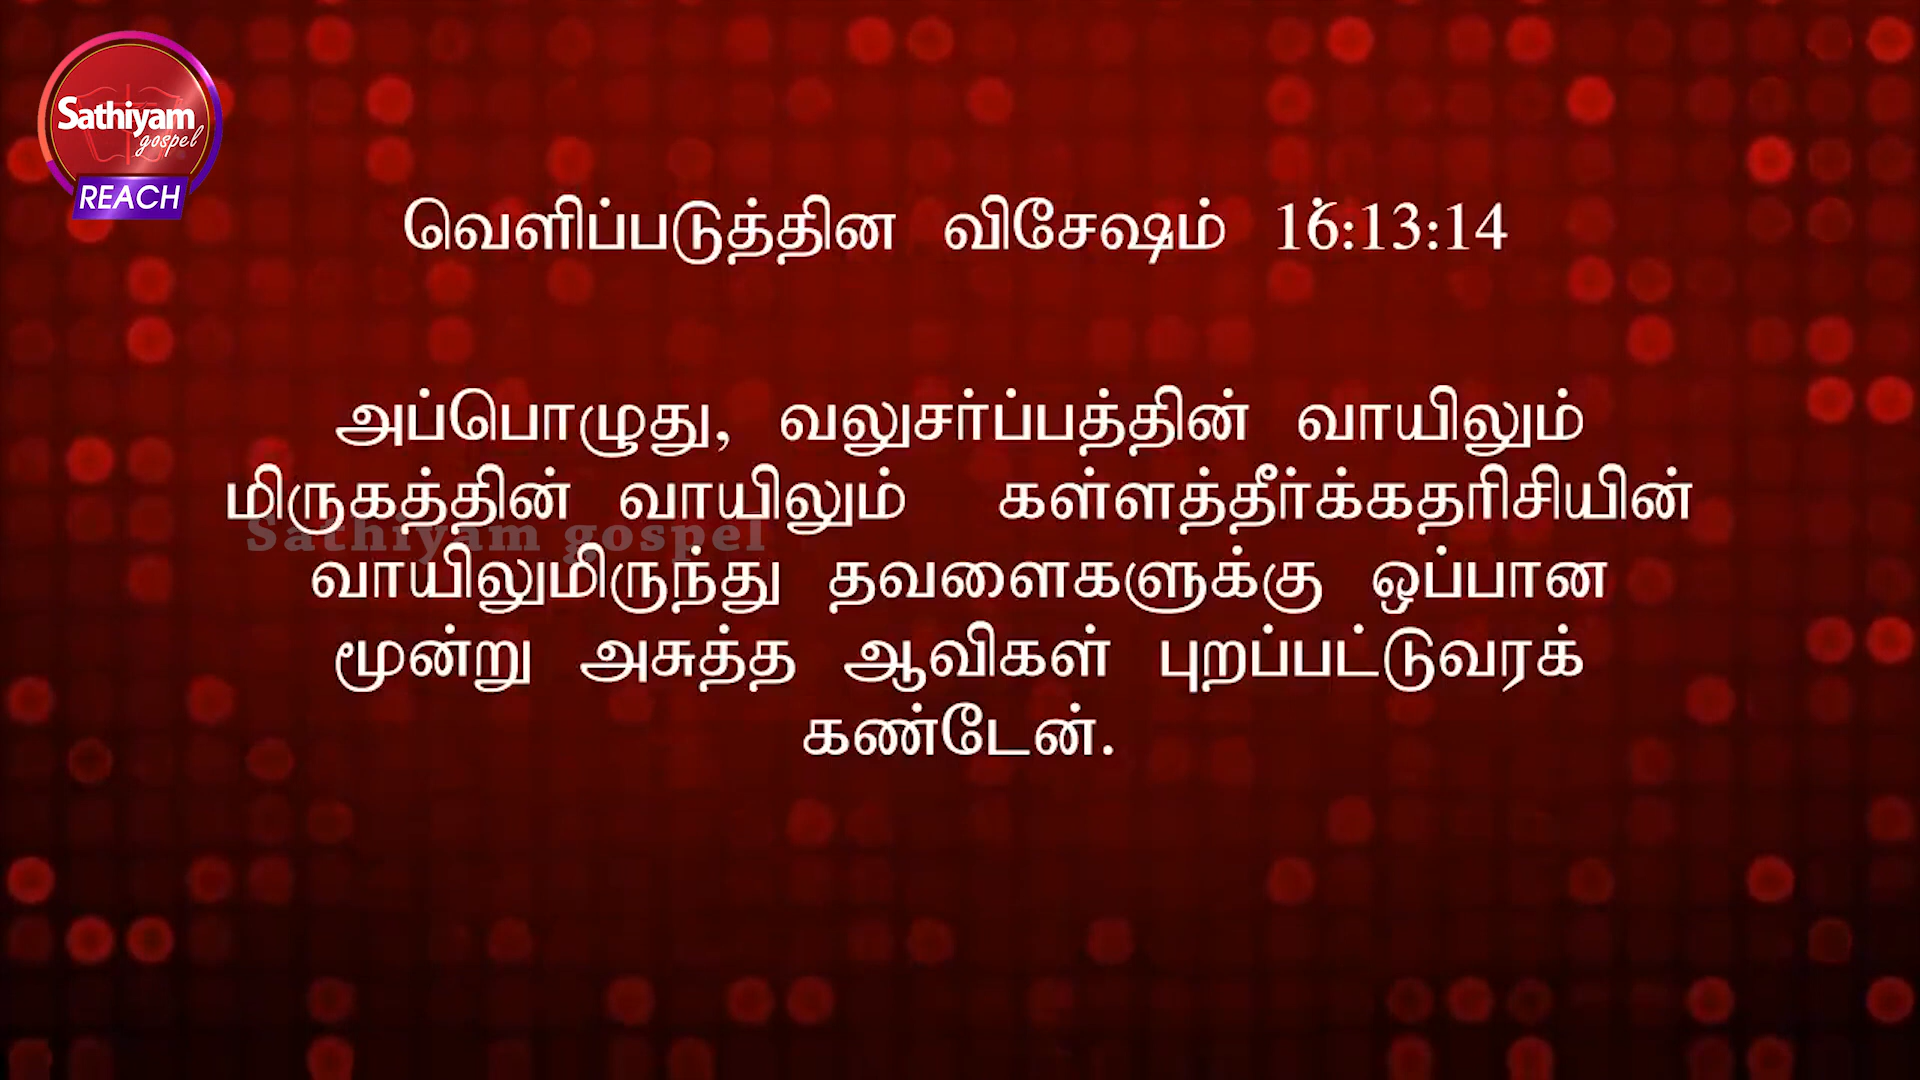 Sathiyam
gospel
REACH
வெளிப்படுத்தின விசேஷம் 16:13:14
அப்பொழுது, வலுசர்ப்பத்தின் வாயிலும்
மிருகத்தின் வாயிலும் கள்ளத்தீர்க்கதரிசியின்
Sathiyam gospel
வாயிலுமிருந்து தவளைகளுக்கு ஒப்பான
மூன்று அசுத்த ஆவிகள் புறப்பட்டுவரக்
கண்டேன்.